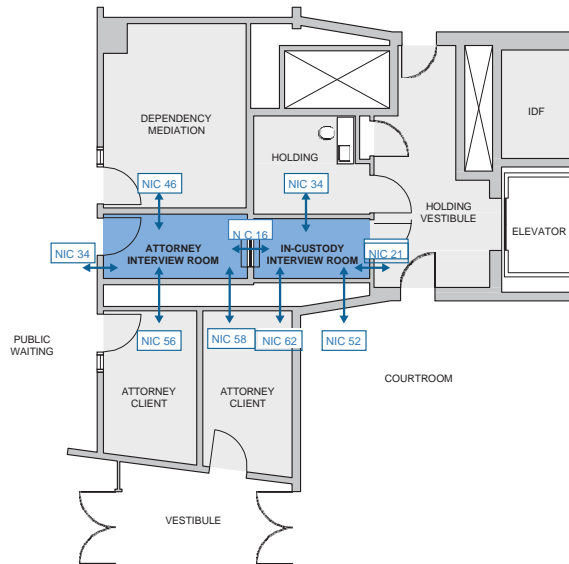 DEPENDENCY
MEDIATION
IDF
HOLDING
NIC 46
NIC 34
HOLDING
VESTIBULE
ELEVATOR
N C 16
ATTORNEY
INTERVIEW ROOM
IN-CUSTODY
INTERVIEW ROOM
NIC 34
NIC 21
PUBLIC
WAITING
NIC 56
NIC 58
NIC 62
NIC 52
COURTROOM
ATTORNEY
CLIENT
ATTORNEY
CLIENT
VESTIBULE